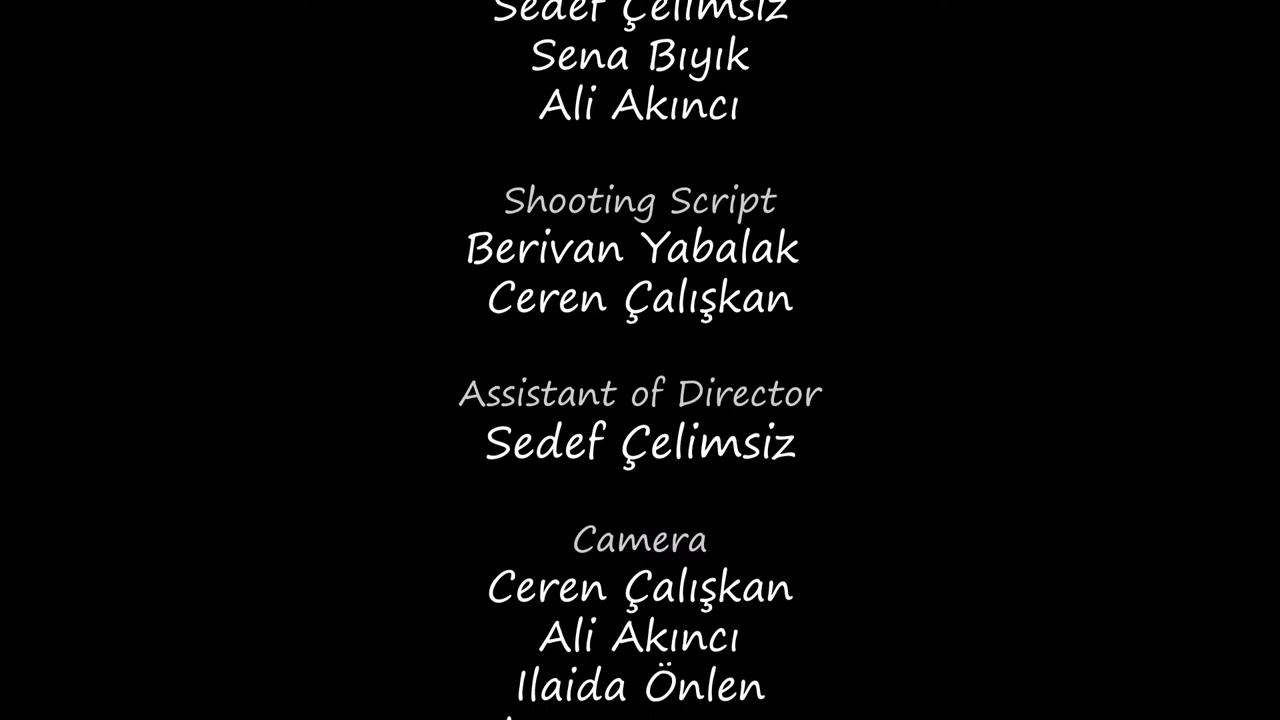 Sedef Çelimsiz
Sena Bıyık
Ali Akıncı
Shooting Script
Berivan Yabalak
Ceren Çalışkan
Assistant of Director
Sedef Çelimsiz
Camera
Ceren Çalışkan
Ali Akıncı
Ilaida Önlen